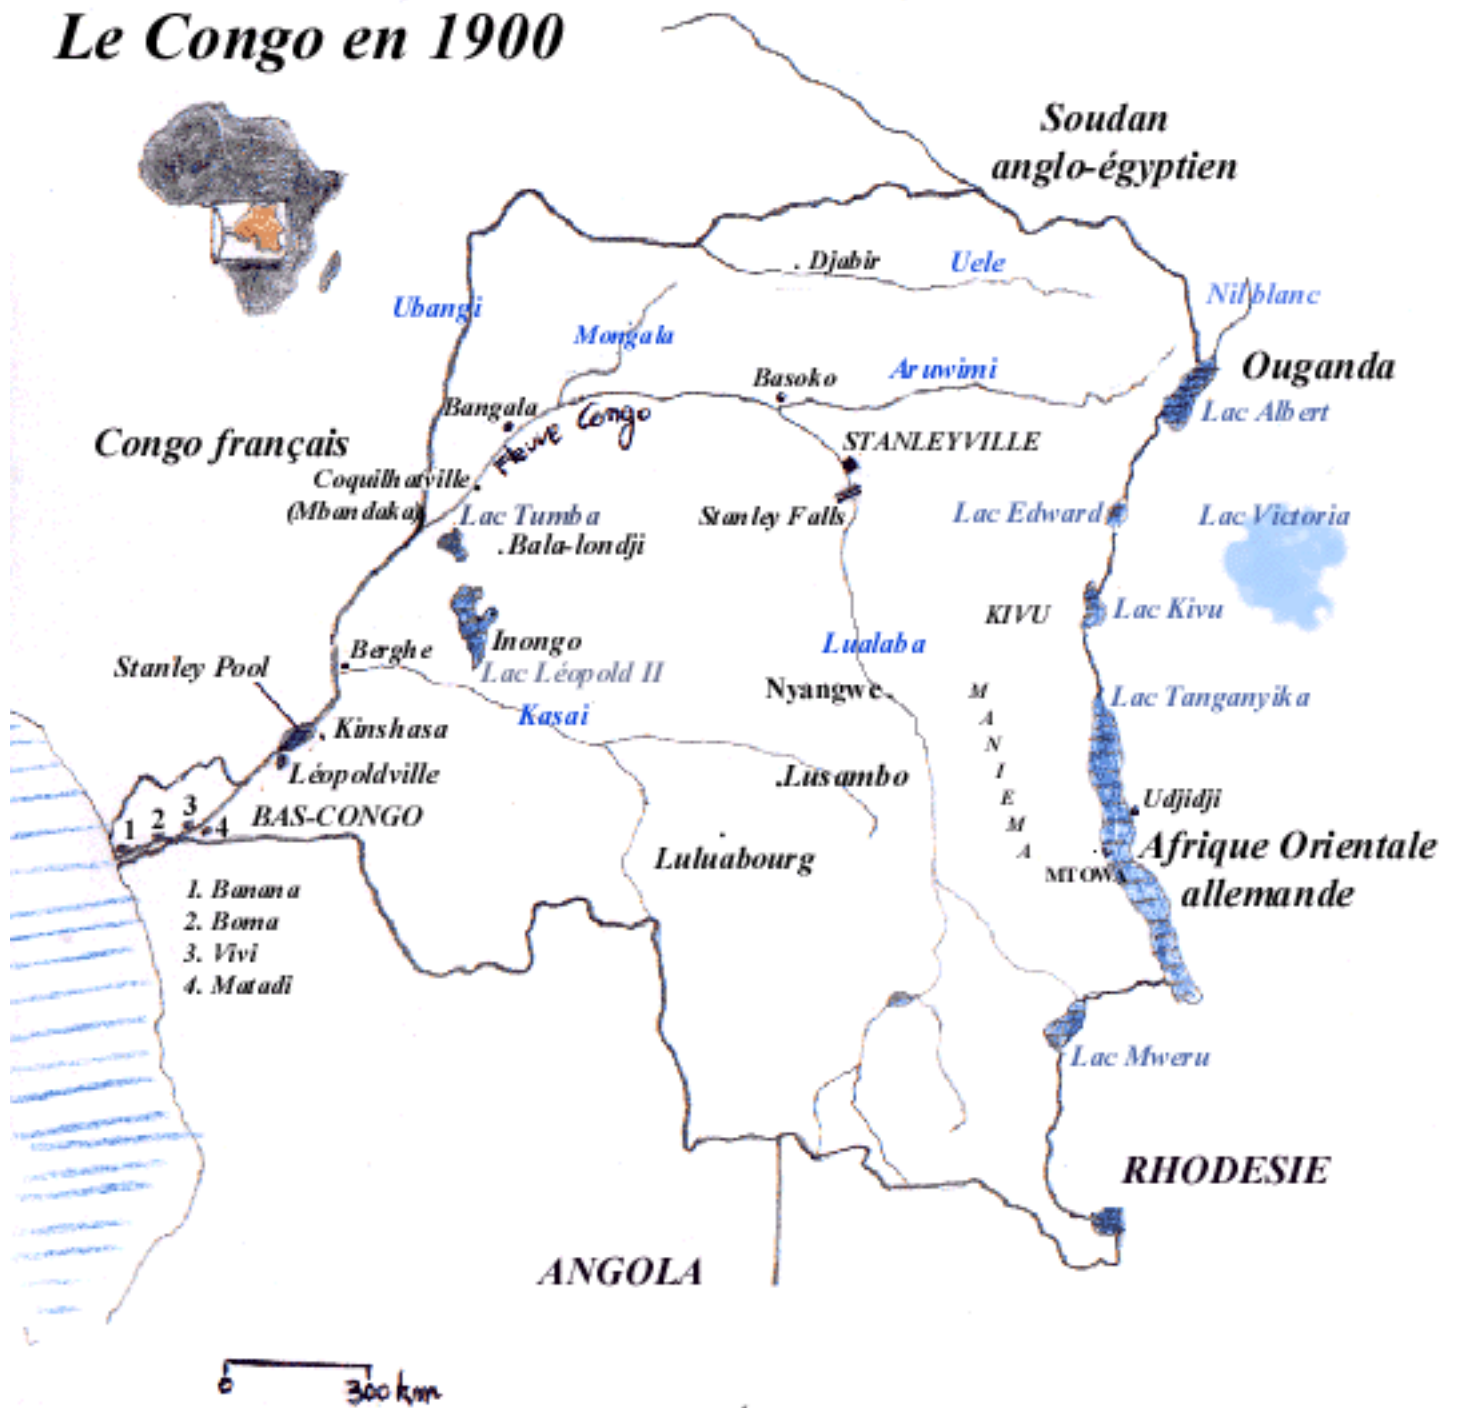 Le Congo en 1900
Soudan
anglo-égyptien
Djabir
Uele
Nil blanc
Ubangi
Mongala
Ouganda
Basoko
Aruwimi
Bangala
Fleuve Congo
Lac Albert
Congo français
STANLEYVILLE
Coquilhatville
(Mbandaka)
Lac Tumba
Stanley Falls
Lac Edward
Lac Victoria
Bala-londji
KIVU
Lac Kivu
Inongo
Lualaba
Berghe
Stanley Pool
Lac Léopold II
Nyangwe
MANIEMA
Lac Tanganyika
Kasai
Kinshasa
Léopoldville
Lusambo
Udjidji
1
2
3
4
BAS-CONGO
Luluabourg
Afrique Orientale
allemande
MTOWA
1. Banana
2. Boma
3. Vivi
4. Matadi
Lac Mweru
RHODESIE
ANGOLA
0
300 km